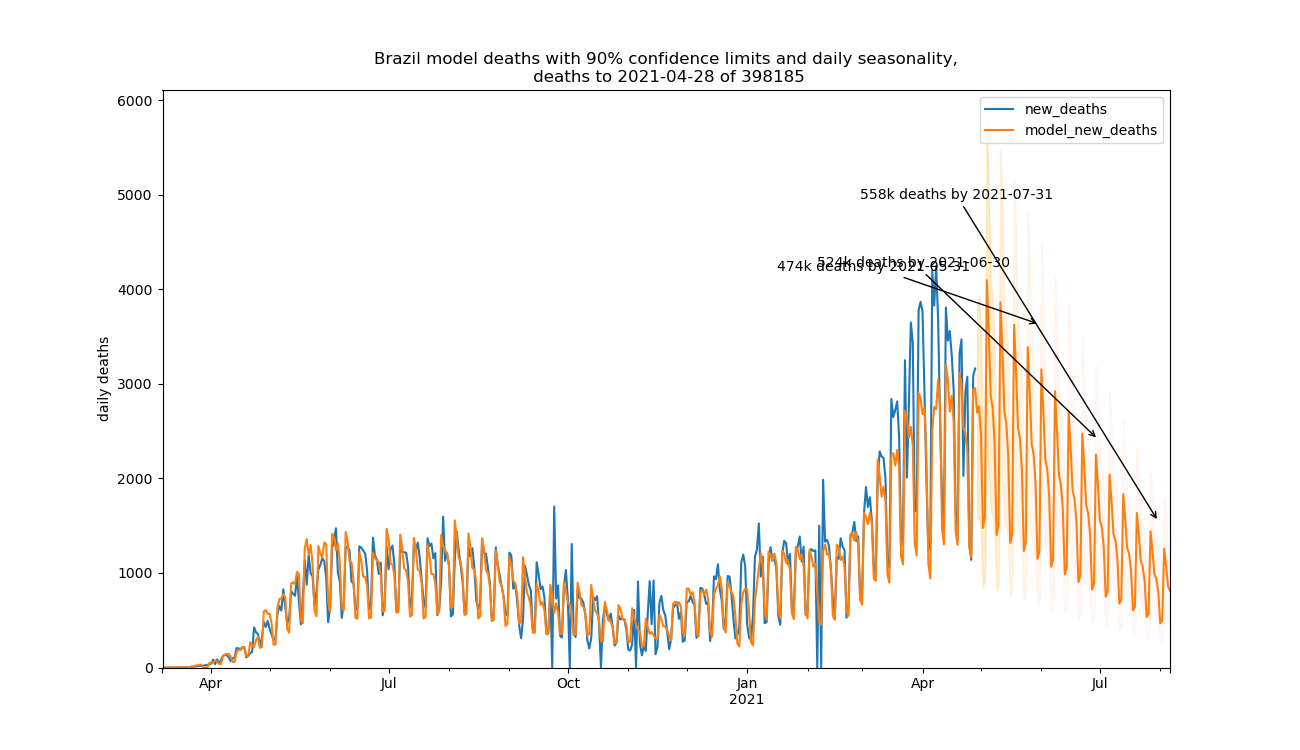 Brazil model deaths with 90% confidence limits and daily seasonality,
deaths to 2021-04-28 of 398185
new_deaths
model_new_deaths
6000
5000
4000
3000
2000
1000
0
daily deaths
558k deaths by 2021-07-31
524k deaths by 2021-06-30
474k deaths by 2021-05-31
Apr
Jul
Oct
Jan
2021
Apr
Jul